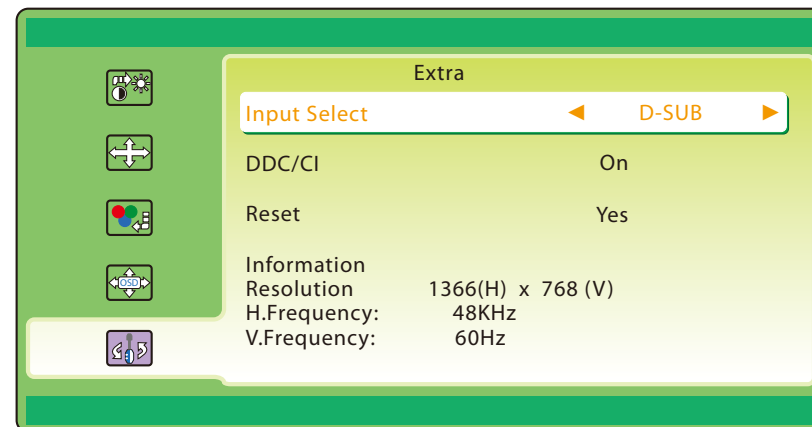 Extra
Input Select D-SUB
DDC/CI On
Reset Yes
Information
Resolution 1366(H) x 768 (V)
H.Frequency: 48KHz
V.Frequency: 60Hz
OSD